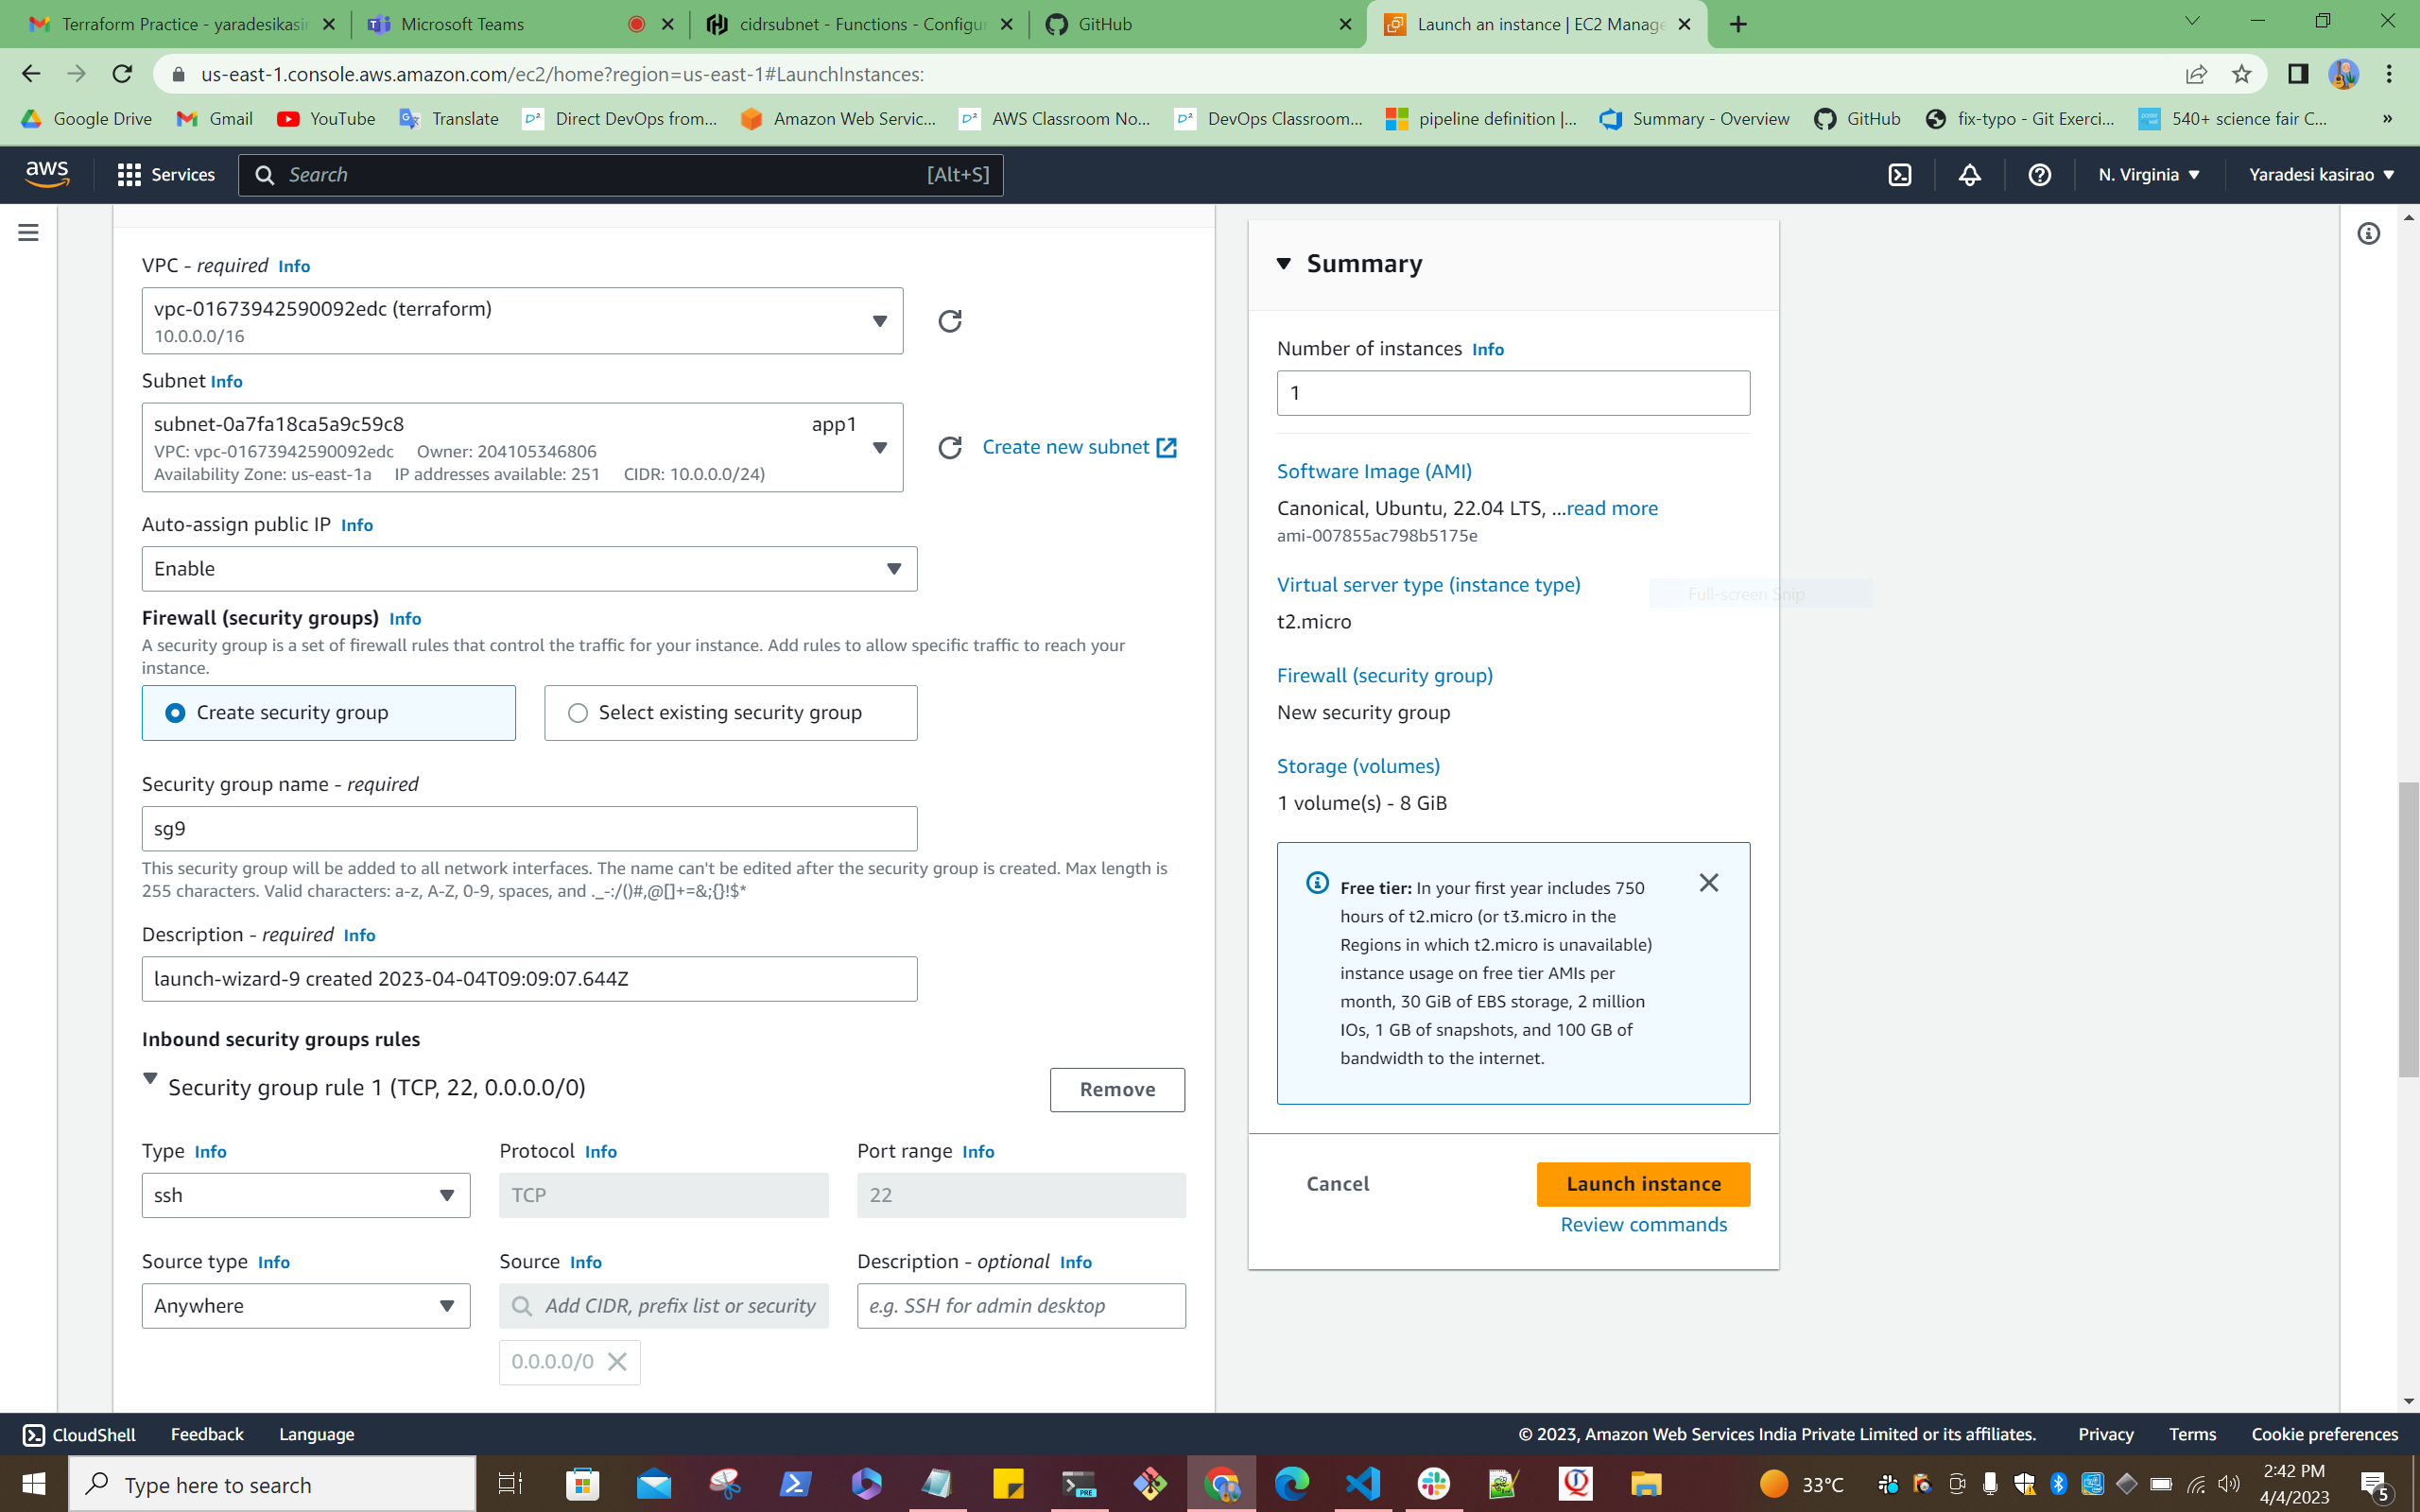 Terraform Practice - yaradesikasir
Microsoft Teams
cidrsubnet - Functions - Configur
GitHub
Launch an instance | EC2 Manage
us-east-1.console.aws.amazon.com/ec2/home?region=us-east-1#LaunchInstances:
Google Drive
Gmail
YouTube
Translate
Direct DevOps from...
Amazon Web Servic...
AWS Classroom No...
DevOps Classroom...
pipeline definition |...
Summary - Overview
GitHub
fix-typo - Git Exerci...
540+ science fair C...
»
aws
Services
Search
[Alt+S]
N. Virginia
Yaradesi kasirao
VPC - required Info
vpc-01673942590092edc (terraform)
10.0.0.0/16
Subnet Info
subnet-0a7fa18ca5a9c59c8 app1
VPC: vpc-01673942590092edc Owner: 204105346806
Availability Zone: us-east-1a IP addresses available: 251 CIDR: 10.0.0.0/24)
Create new subnet
Auto-assign public IP Info
Enable
Firewall (security groups) Info
A security group is a set of firewall rules that control the traffic for your instance. Add rules to allow specific traffic to reach your
instance.
Create security group
Select existing security group
Security group name - required
sg9
This security group will be added to all network interfaces. The name can't be edited after the security group is created. Max length is
255 characters. Valid characters: a-z, A-Z, 0-9, spaces, and ._-:/()#,@[]+=&;{}!$*
Description - required Info
launch-wizard-9 created 2023-04-04T09:09:07.644Z
Inbound security groups rules
Security group rule 1 (TCP, 22, 0.0.0.0/0)
Remove
Type Info
Protocol Info
Port range Info
ssh
TCP
22
Source type Info
Source Info
Description - optional Info
Anywhere
Add CIDR, prefix list or security
e.g. SSH for admin desktop
0.0.0.0/0
Summary
Number of instances Info
1
Software Image (AMI)
Canonical, Ubuntu, 22.04 LTS, ...read more
ami-007855ac798b5175e
Virtual server type (instance type)
Full-screen Snip
t2.micro
Firewall (security group)
New security group
Storage (volumes)
1 volume(s) - 8 GiB
Free tier: In your first year includes 750
hours of t2.micro (or t3.micro in the
Regions in which t2.micro is unavailable)
instance usage on free tier AMIs per
month, 30 GiB of EBS storage, 2 million
IOs, 1 GB of snapshots, and 100 GB of
bandwidth to the internet.
Cancel
Launch instance
Review commands
CloudShell
Feedback
Language
© 2023, Amazon Web Services India Private Limited or its affiliates.
Privacy
Terms
Cookie preferences
Type here to search
PRE
33°C
2:42 PM
4/4/2023
5